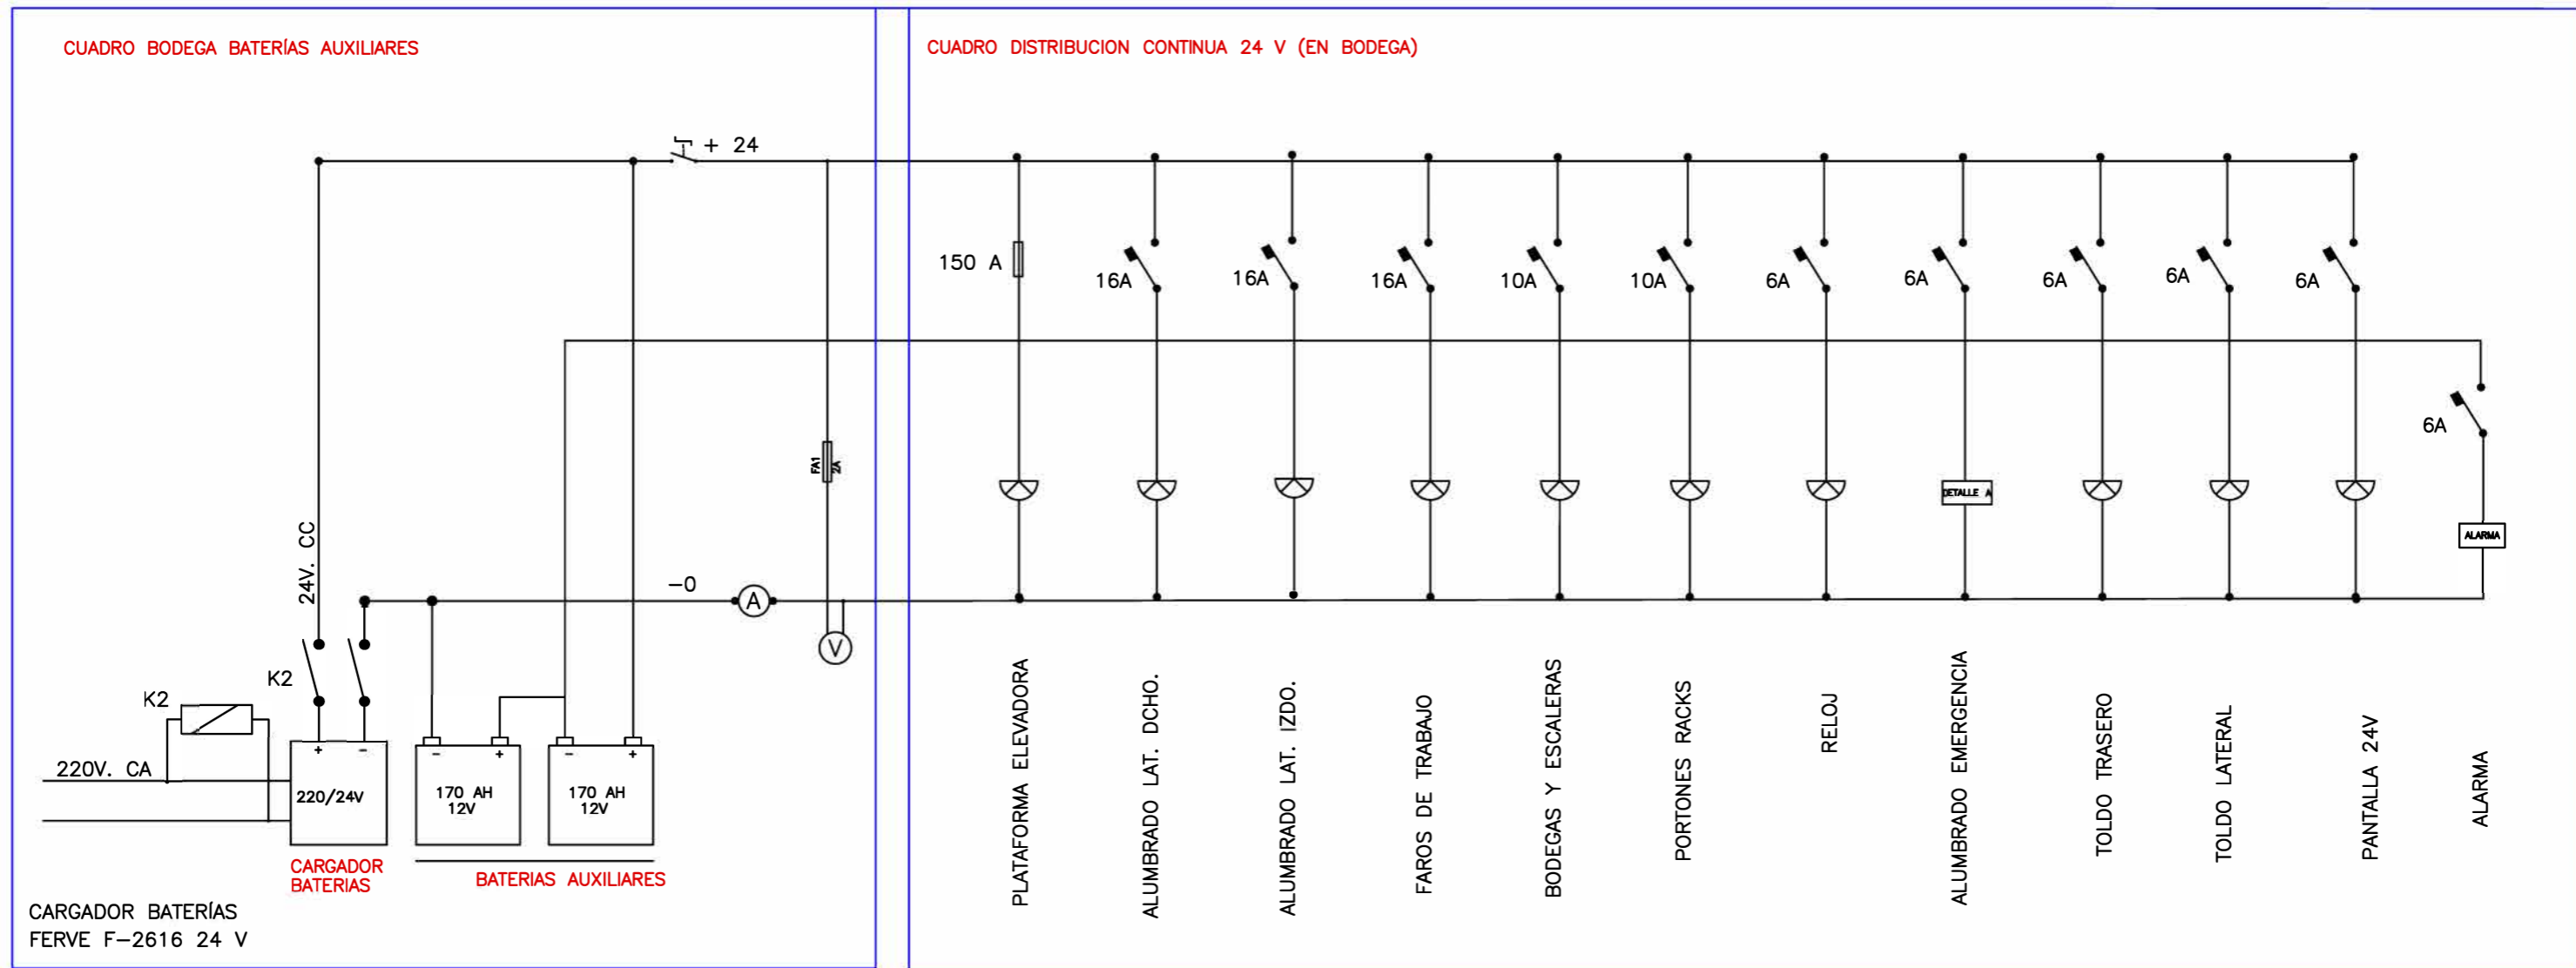 CUADRO BODEGA BATERÍAS AUXILIARES
CUADRO DISTRIBUCION CONTINUA 24 V (EN BODEGA)
+ 24
150 A
16A
16A
16A
10A
10A
6A
6A
6A
6A
6A
6A
FA1
2A
DETALLE A
ALARMA
24V. CC
-0
A
V
K2
K2
220V. CA
+
-
220/24V
-
+
170 AH
12V
-
+
170 AH
12V
CARGADOR
BATERIAS
BATERIAS AUXILIARES
CARGADOR BATERÍAS
FERVE F-2616 24 V
PLATAFORMA ELEVADORA
ALUMBRADO LAT. DCHO.
ALUMBRADO LAT. IZDO.
FAROS DE TRABAJO
BODEGAS Y ESCALERAS
PORTONES RACKS
RELOJ
ALUMBRADO EMERGENCIA
TOLDO TRASERO
TOLDO LATERAL
PANTALLA 24V
ALARMA